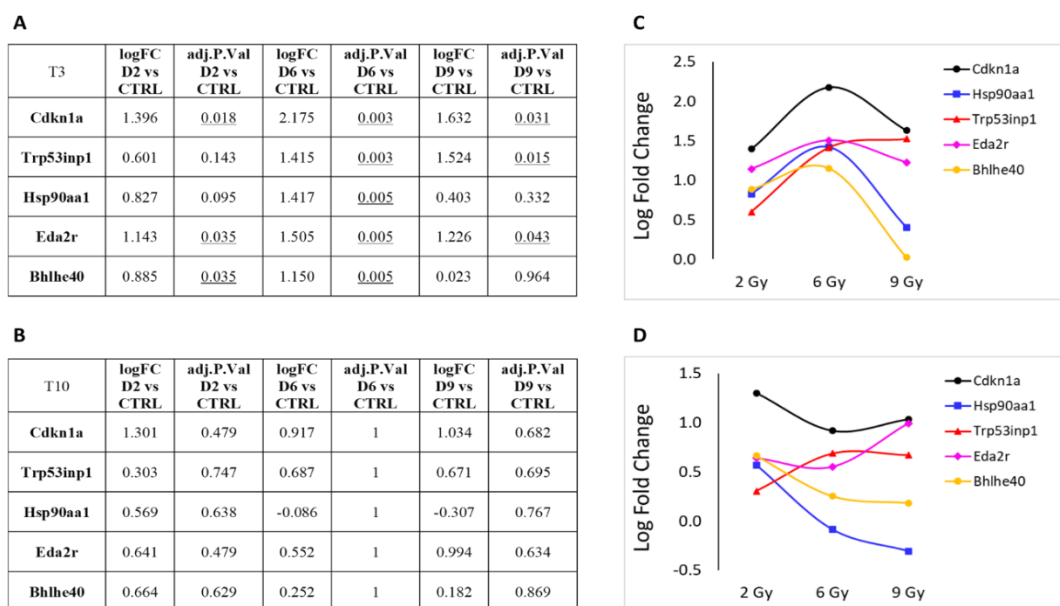 A
T3 logFC D2 vs CTRL adj.P.Val D2 vs CTRL logFC D6 vs CTRL adj.P.Val D6 vs CTRL logFC D9 vs CTRL adj.P.Val D9 vs CTRL
Cdkn1a 1.396 0.018 2.175 0.003 1.632 0.031
Trp53inp1 0.601 0.143 1.415 0.003 1.524 0.015
Hsp90aa1 0.827 0.095 1.417 0.005 0.403 0.332
Eda2r 1.143 0.035 1.505 0.005 1.226 0.043
Bhlhe40 0.885 0.035 1.150 0.005 0.023 0.964
B
T10 logFC D2 vs CTRL adj.P.Val D2 vs CTRL logFC D6 vs CTRL adj.P.Val D6 vs CTRL logFC D9 vs CTRL adj.P.Val D9 vs CTRL
Cdkn1a 1.301 0.479 0.917 1 1.034 0.682
Trp53inp1 0.303 0.747 0.687 1 0.671 0.695
Hsp90aa1 0.569 0.638 -0.086 1 -0.307 0.767
Eda2r 0.641 0.479 0.552 1 0.994 0.634
Bhlhe40 0.664 0.629 0.252 1 0.182 0.869
C
Log Fold Change
2.5
2.0
1.5
1.0
0.5
0.0
2 Gy 6 Gy 9 Gy
Cdkn1a
Hsp90aa1
Trp53inp1
Eda2r
Bhlhe40
D
Log Fold Change
1.5
1.0
0.5
0.0
-0.5
2 Gy 6 Gy 9 Gy
Cdkn1a
Hsp90aa1
Trp53inp1
Eda2r
Bhlhe40